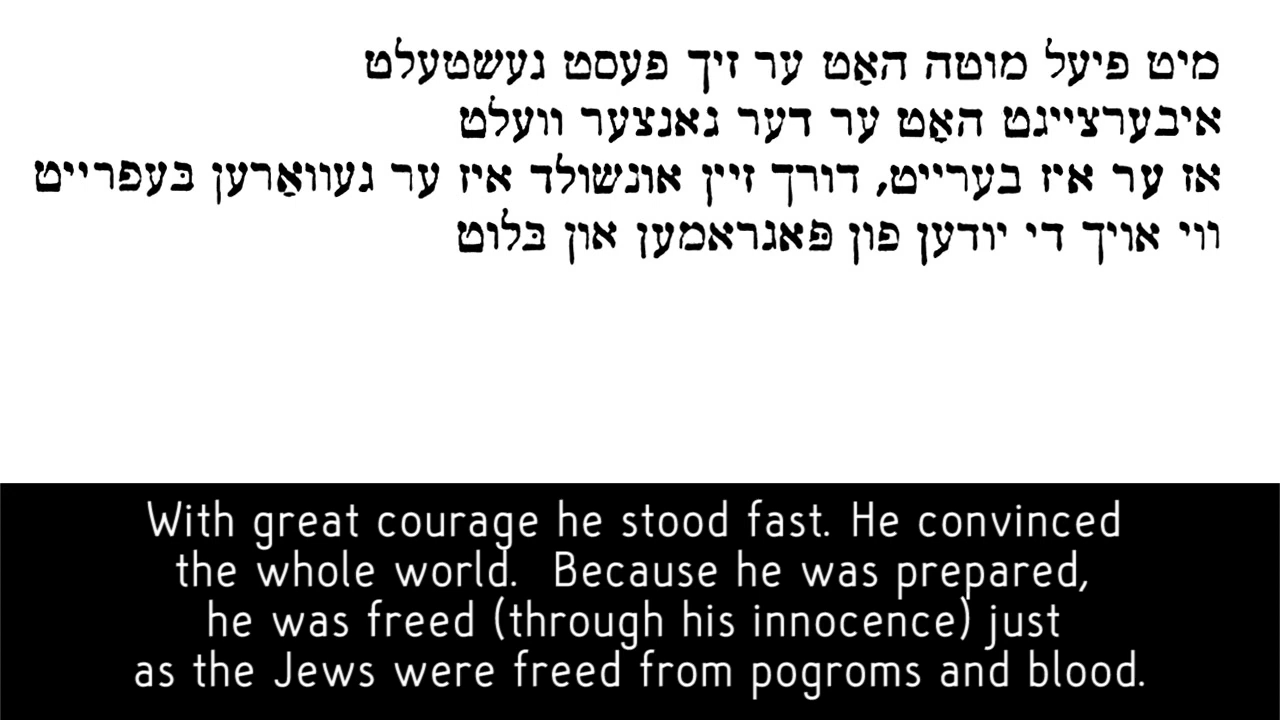 מיט פיעל מוטה האָט ער זיך פעסט געשטעלט
איבערצייגט האָט ער דער גאנצער וועלט
אז ער איז בערייט, דורך זיין אונשולד איז ער געוואָרען בּעפרייט
ווי אויך די יודען פון פּאגראמען און בּלוט
With great courage he stood fast. He convinced
the whole world.  Because he was prepared,
he was freed (through his innocence) just
as the Jews were freed from pogroms and blood.